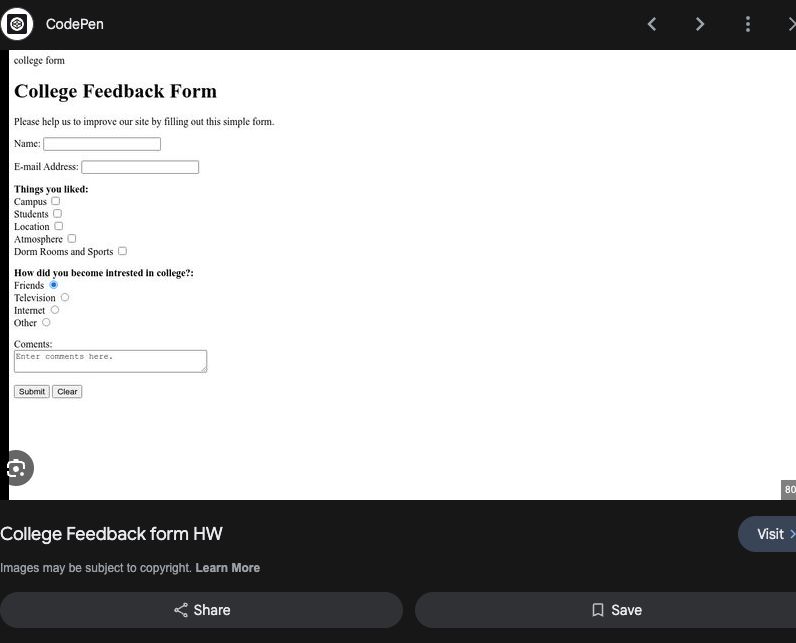 CodePen
college form
College Feedback Form
Please help us to improve our site by filling out this simple form.
Name:
E-mail Address:
Things you liked:
Campus
Students
Location
Atmosphere
Dorm Rooms and Sports
How did you become intrested in college?:
Friends
Television
Internet
Other
Coments:
Enter comments here.
Submit Clear
80
College Feedback form HW
Visit
Images may be subject to copyright. Learn More
Share Save